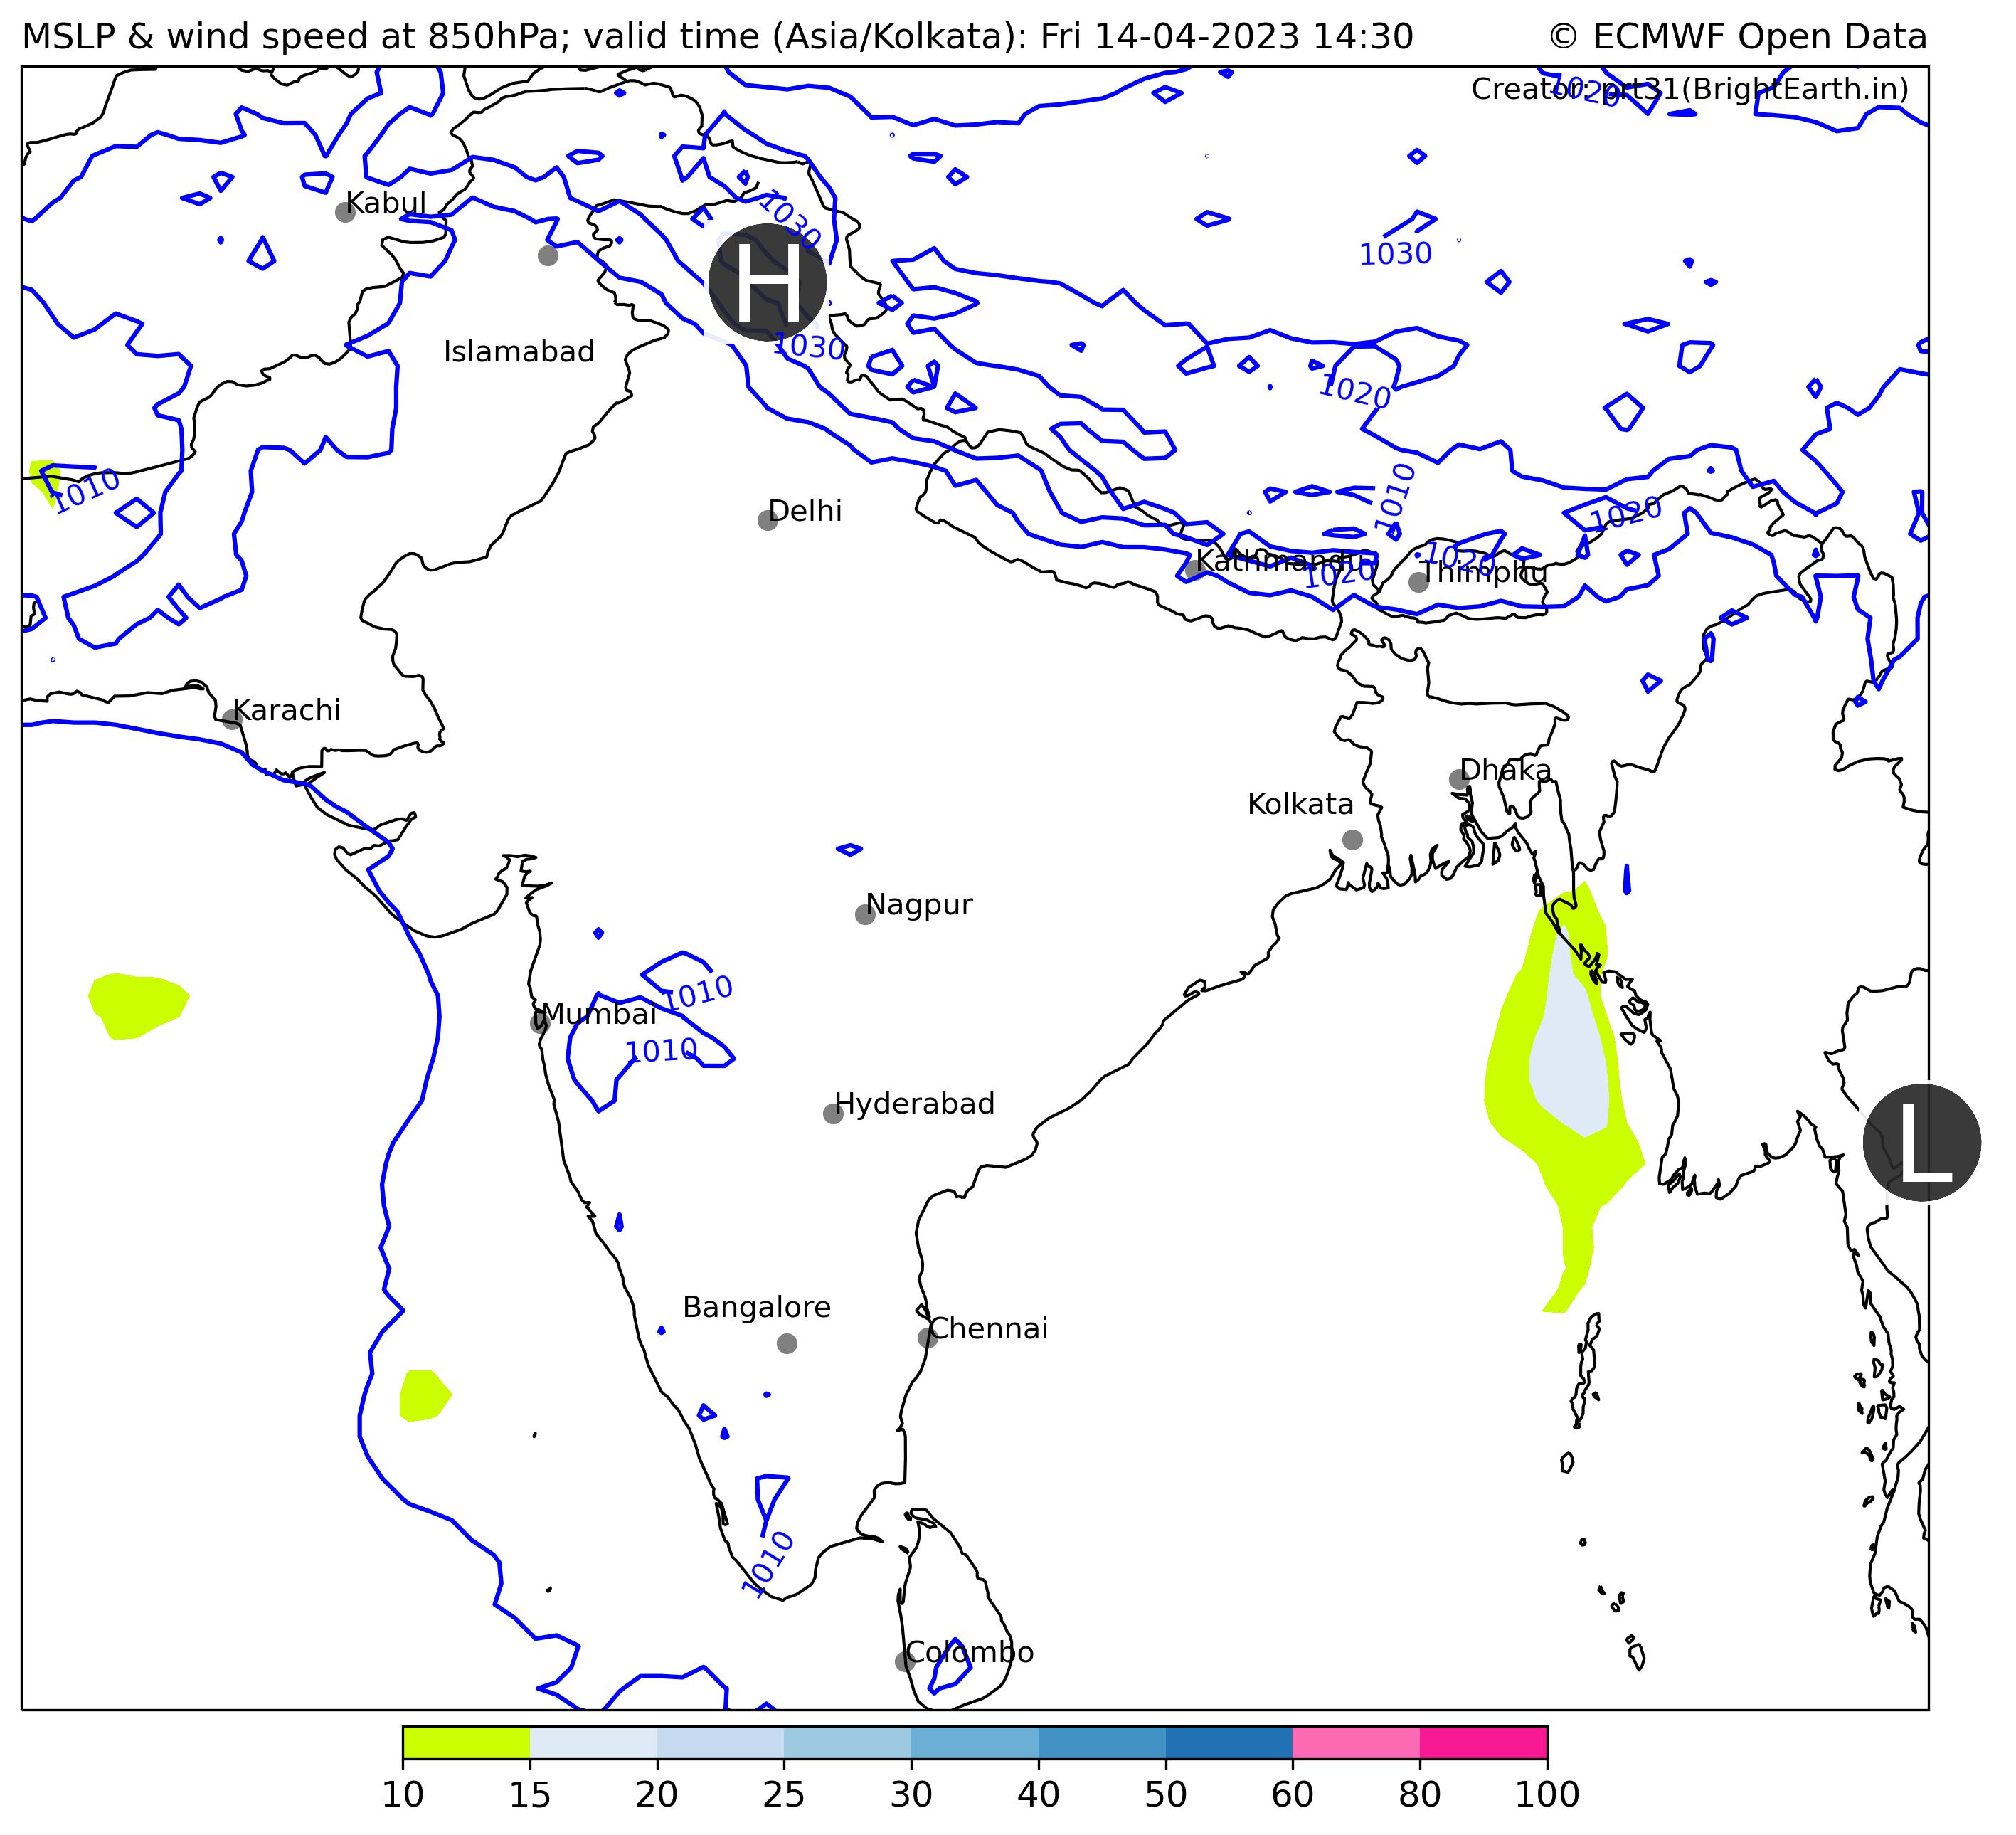 MSLP & wind speed at 850hPa; valid time (Asia/Kolkata): Fri 14-04-2023 14:30
© ECMWF Open Data
Creator: prt31(BrightEarth.in)
1020
Kabul
1030
1030
H
1030
Islamabad
1020
1010
1010
Delhi
1020
Kathmandu
1020
1020
Thimphu
Karachi
Dhaka
Kolkata
Nagpur
1010
Mumbai
1010
Hyderabad
L
Bangalore
Chennai
1010
Colombo
10 15 20 25 30 40 50 60 80 100